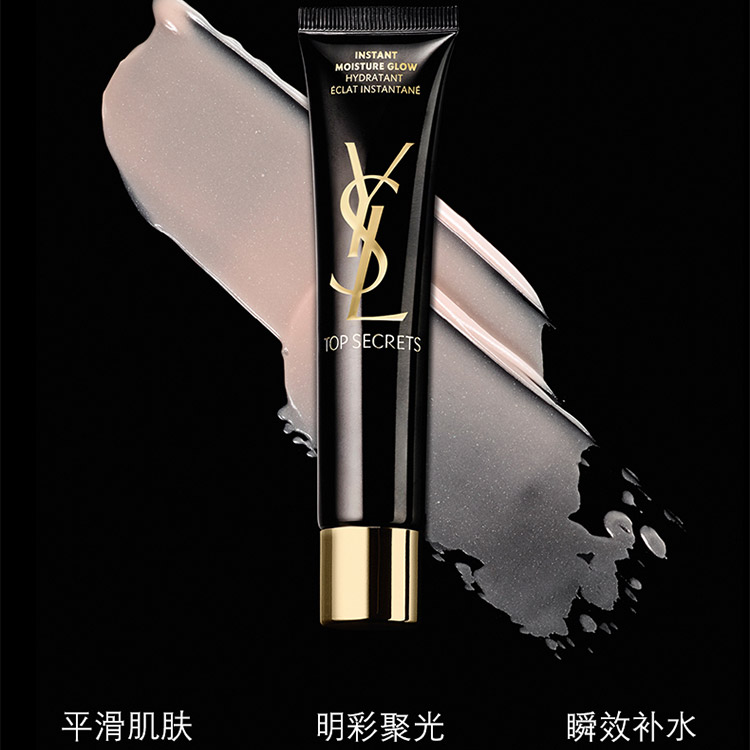 INSTANT
MOISTURE GLOW
HYDRATANT
ÉCLAT INSTANTANÉ
YSL
TOP SECRETS
平滑肌肤 明彩聚光 瞬效补水